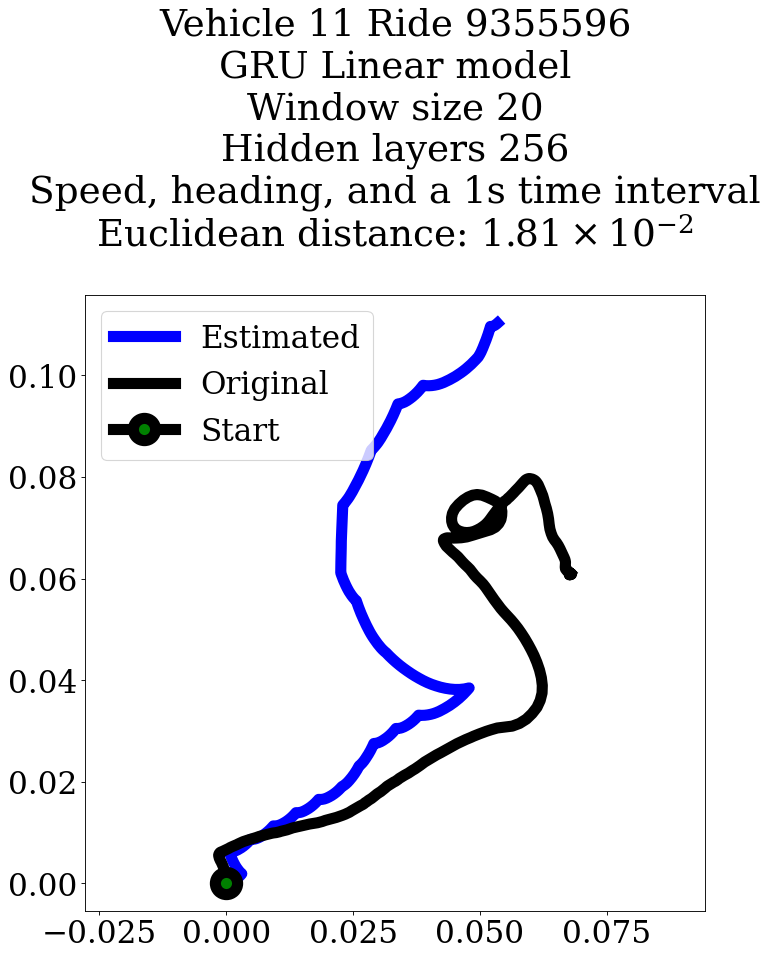 Vehicle 11 Ride 9355596
GRU Linear model
Window size 20
Hidden layers 256
Speed, heading, and a 1s time interval
Euclidean distance: 1.81 × 10⁻²
Estimated
Original
Start
0.10
0.08
0.06
0.04
0.02
0.00
−0.025 0.000 0.025 0.050 0.075